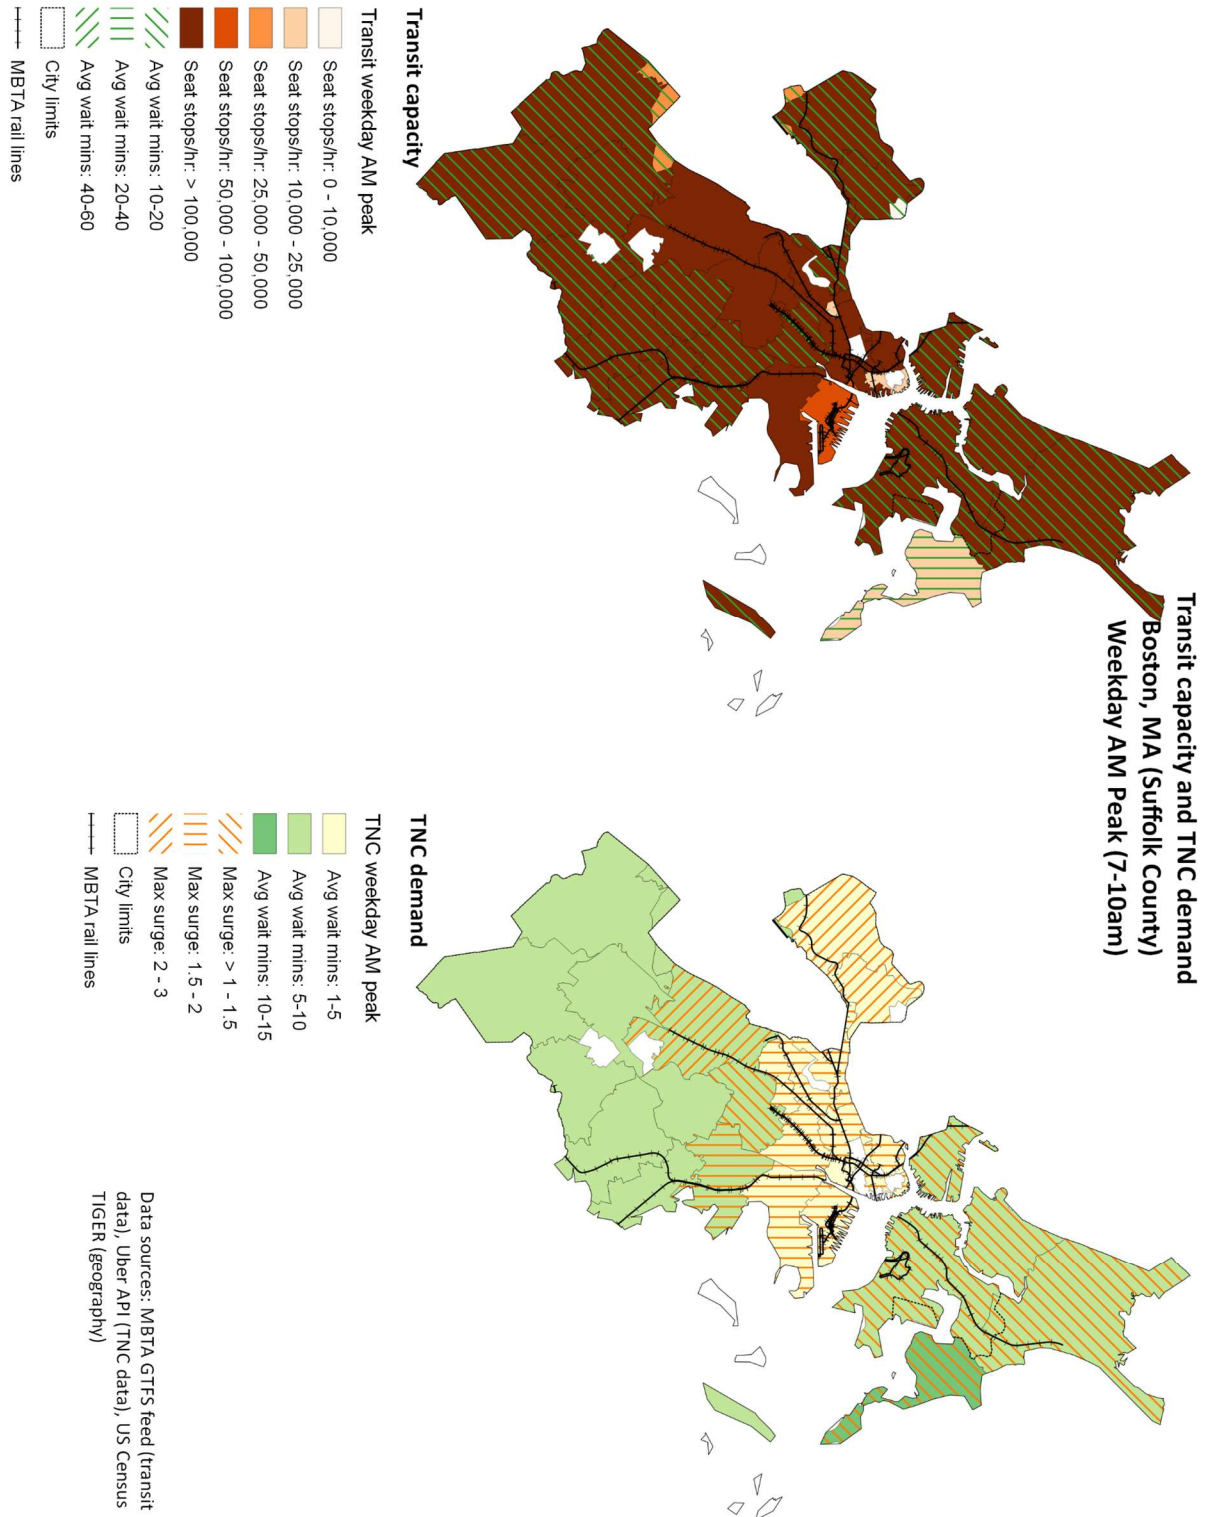 Transit capacity and TNC demand
Boston, MA (Suffolk County)
Weekday AM Peak (7-10am)
Transit capacity
Transit weekday AM peak
Seat stops/hr: 0 - 10,000
Seat stops/hr: 10,000 - 25,000
Seat stops/hr: 25,000 - 50,000
Seat stops/hr: 50,000 - 100,000
Seat stops/hr: > 100,000
Avg wait mins: 10-20
Avg wait mins: 20-40
Avg wait mins: 40-60
City limits
MBTA rail lines
TNC demand
TNC weekday AM peak
Avg wait mins: 1-5
Avg wait mins: 5-10
Avg wait mins: 10-15
Max surge: > 1 - 1.5
Max surge: 1.5 - 2
Max surge: 2 - 3
City limits
MBTA rail lines
Data sources: MBTA GTFS feed (transit
data), Uber API (TNC data), US Census
TIGER (geography)